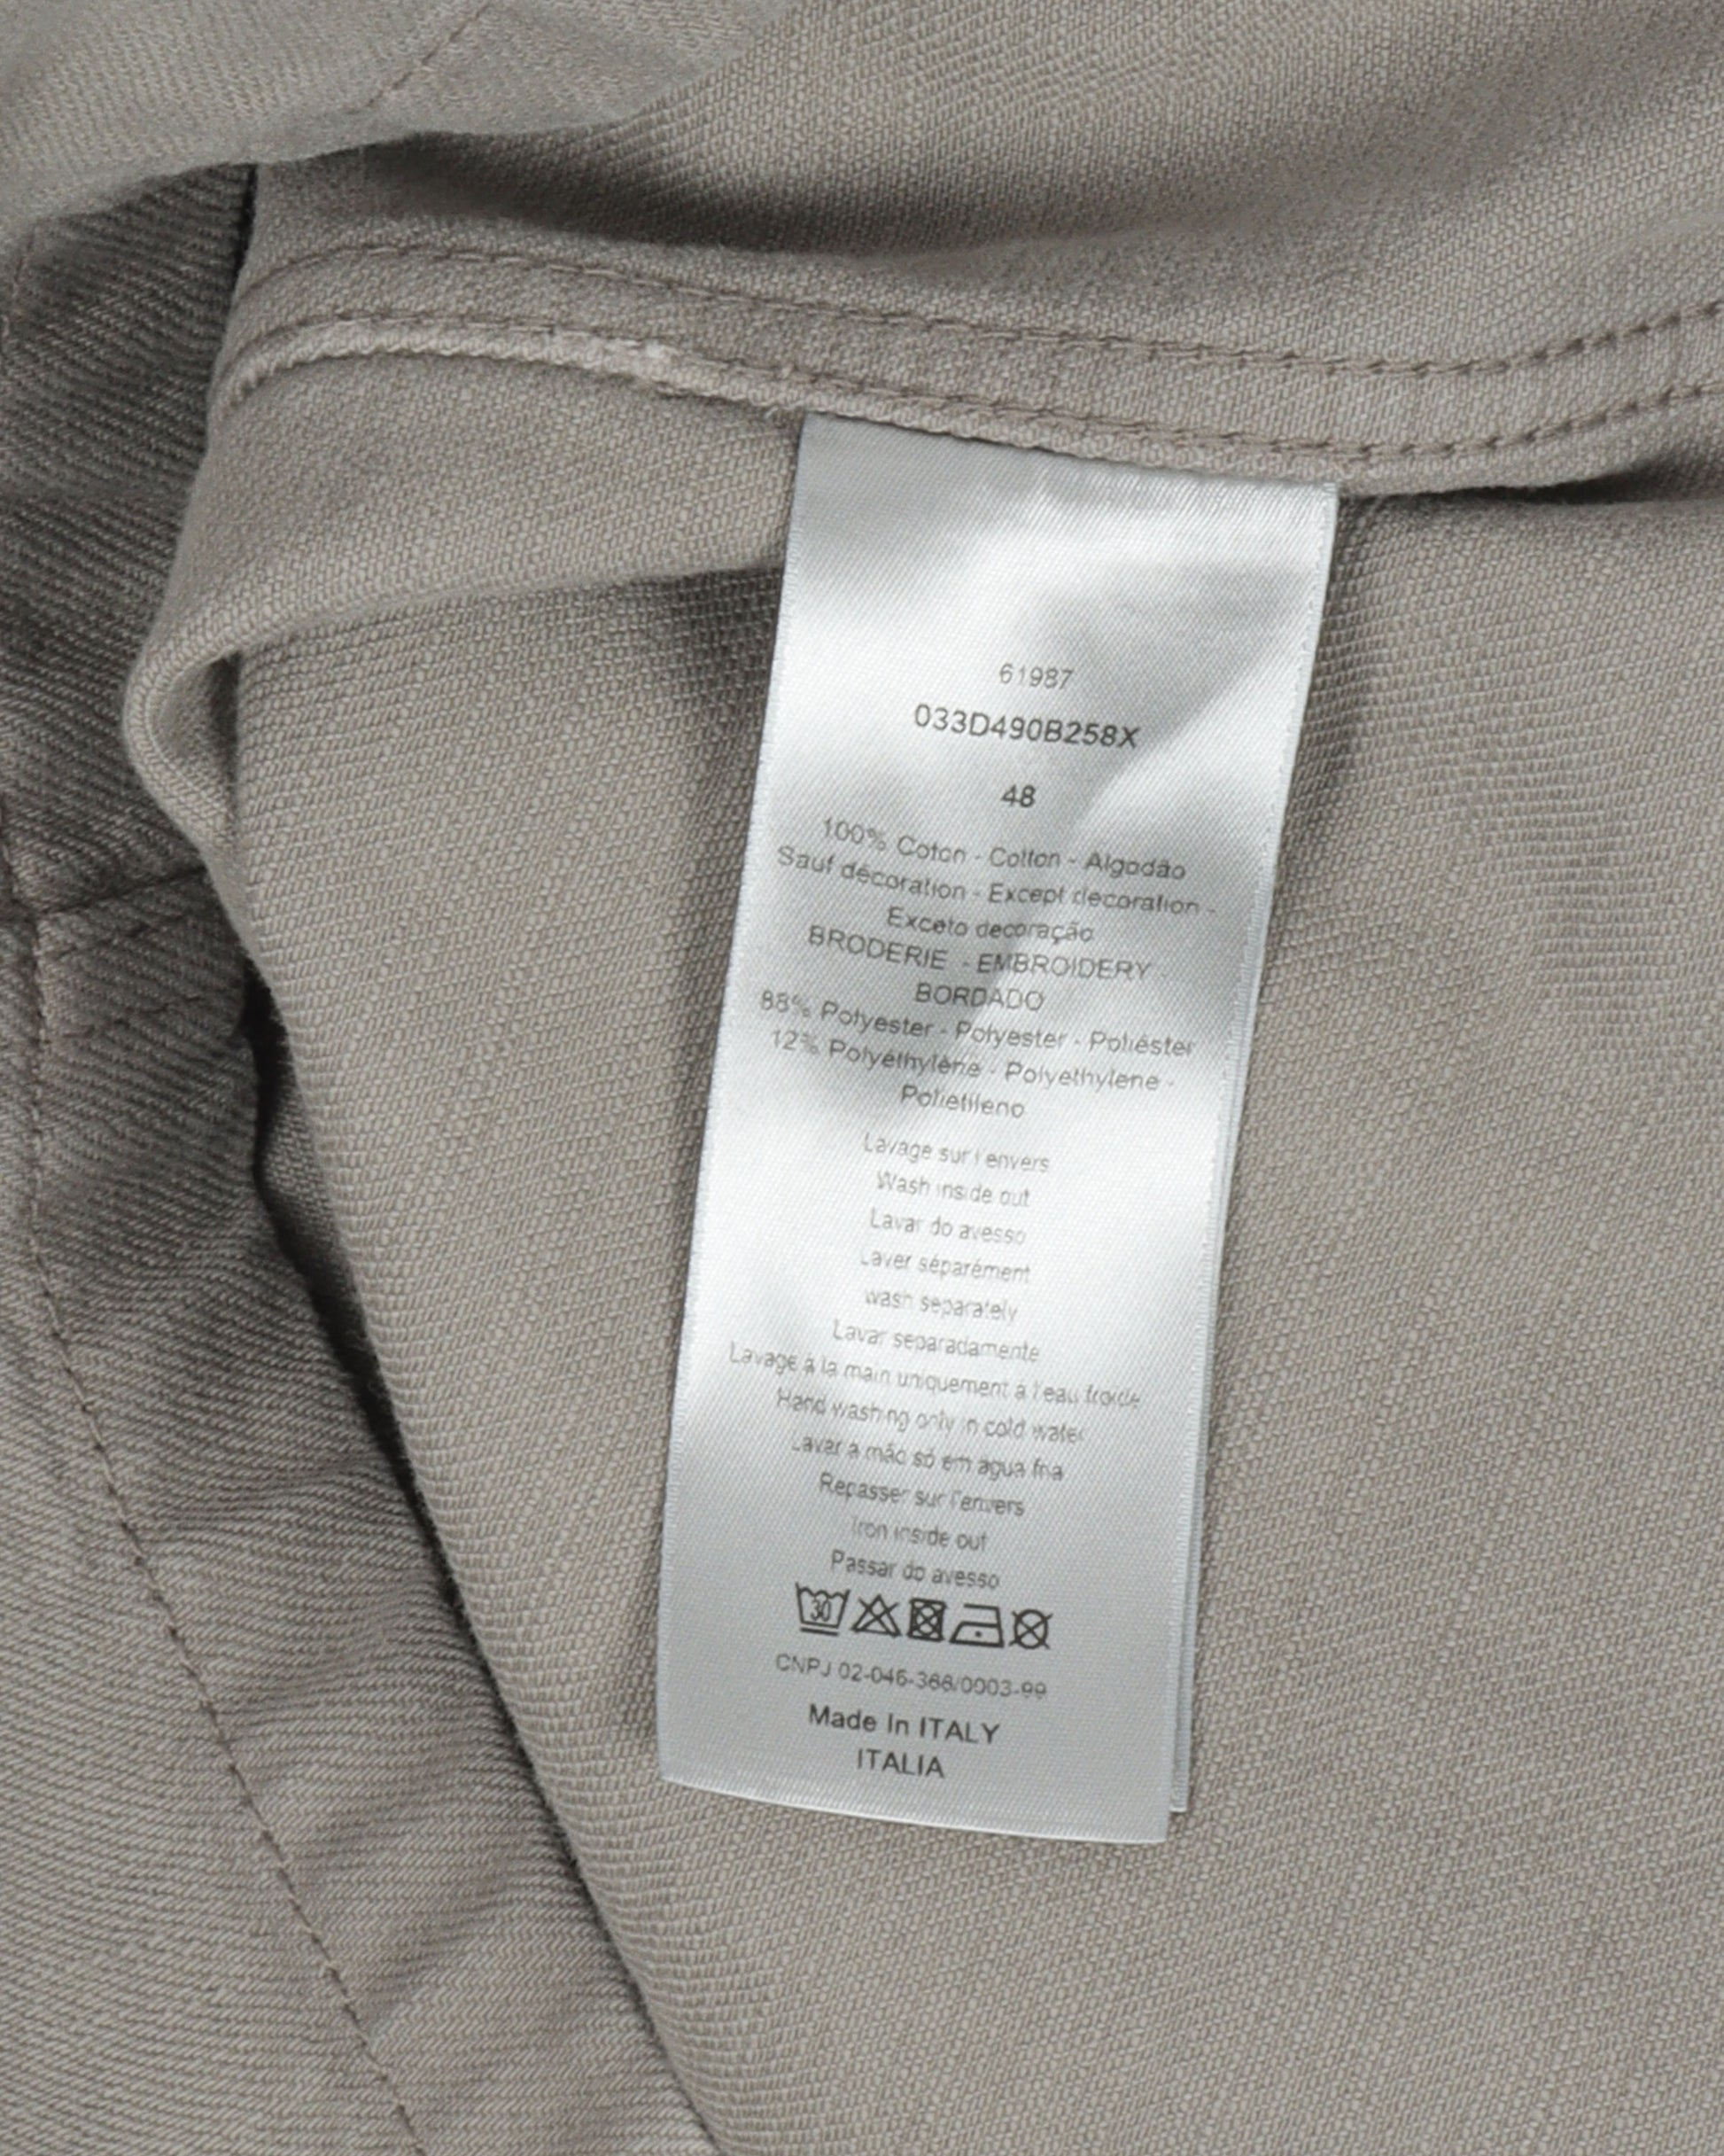 61987
033D490B258X
48
100% Coton - Cotton - Algodão
Sauf décoration - Except decoration -
Exceto decoração
BRODERIE - EMBROIDERY -
BORDADO
88% Polyester - Polyester - Poliéster
12% Polyéthylène - Polyethylene -
Polietileno
Lavage sur l'envers
Wash inside out
Lavar do avesso
Laver séparément
wash separately
Lavar separadamente
Lavage à la main uniquement à l'eau froide
Hand washing only in cold water
Lavar a mão só em agua fria
Repasser sur l'envers
Iron inside out
Passar do avesso
30
CNPJ 02-046-366/0003-99
Made In ITALY
ITALIA